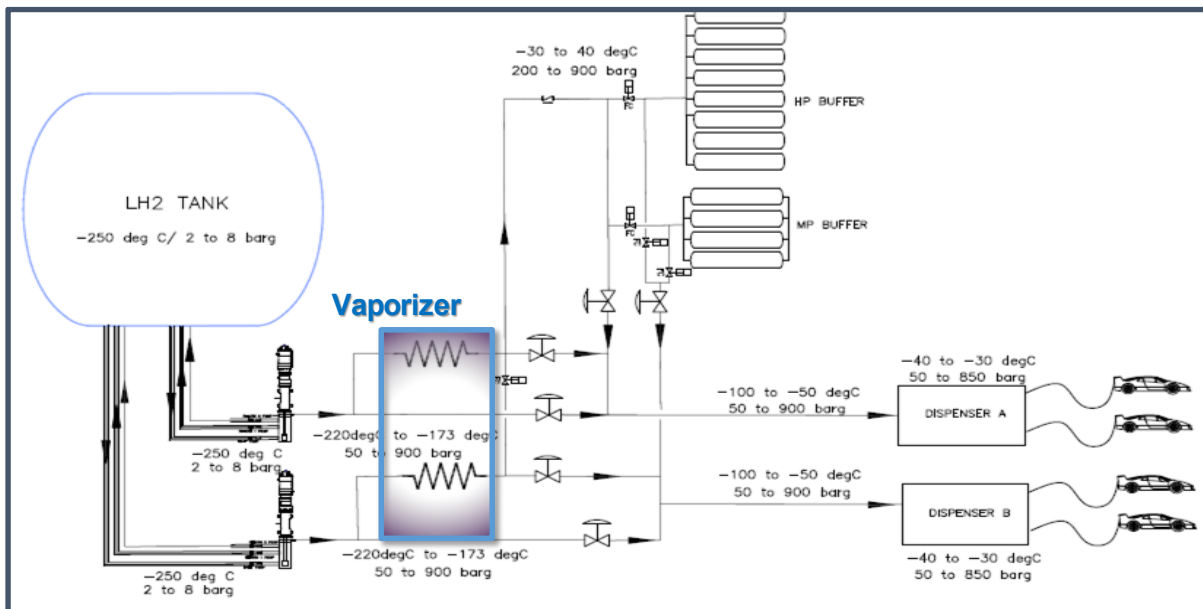 -30 to 40 degC
200 to 900 barg
FC
HP BUFFER
LH2 TANK
-250 deg C/ 2 to 8 barg
FC
MP BUFFER
Vaporizer
-40 to -30 degC
50 to 850 barg
-100 to -50degC
50 to 900 barg
DISPENSER A
-220degC to -173 degC
50 to 900 barg
-250 deg C
2 to 8 barg
-100 to -50degC
50 to 900 barg
DISPENSER B
-220degC to -173 degC
50 to 900 barg
-40 to -30 degC
50 to 850 barg
-250 deg C
2 to 8 barg